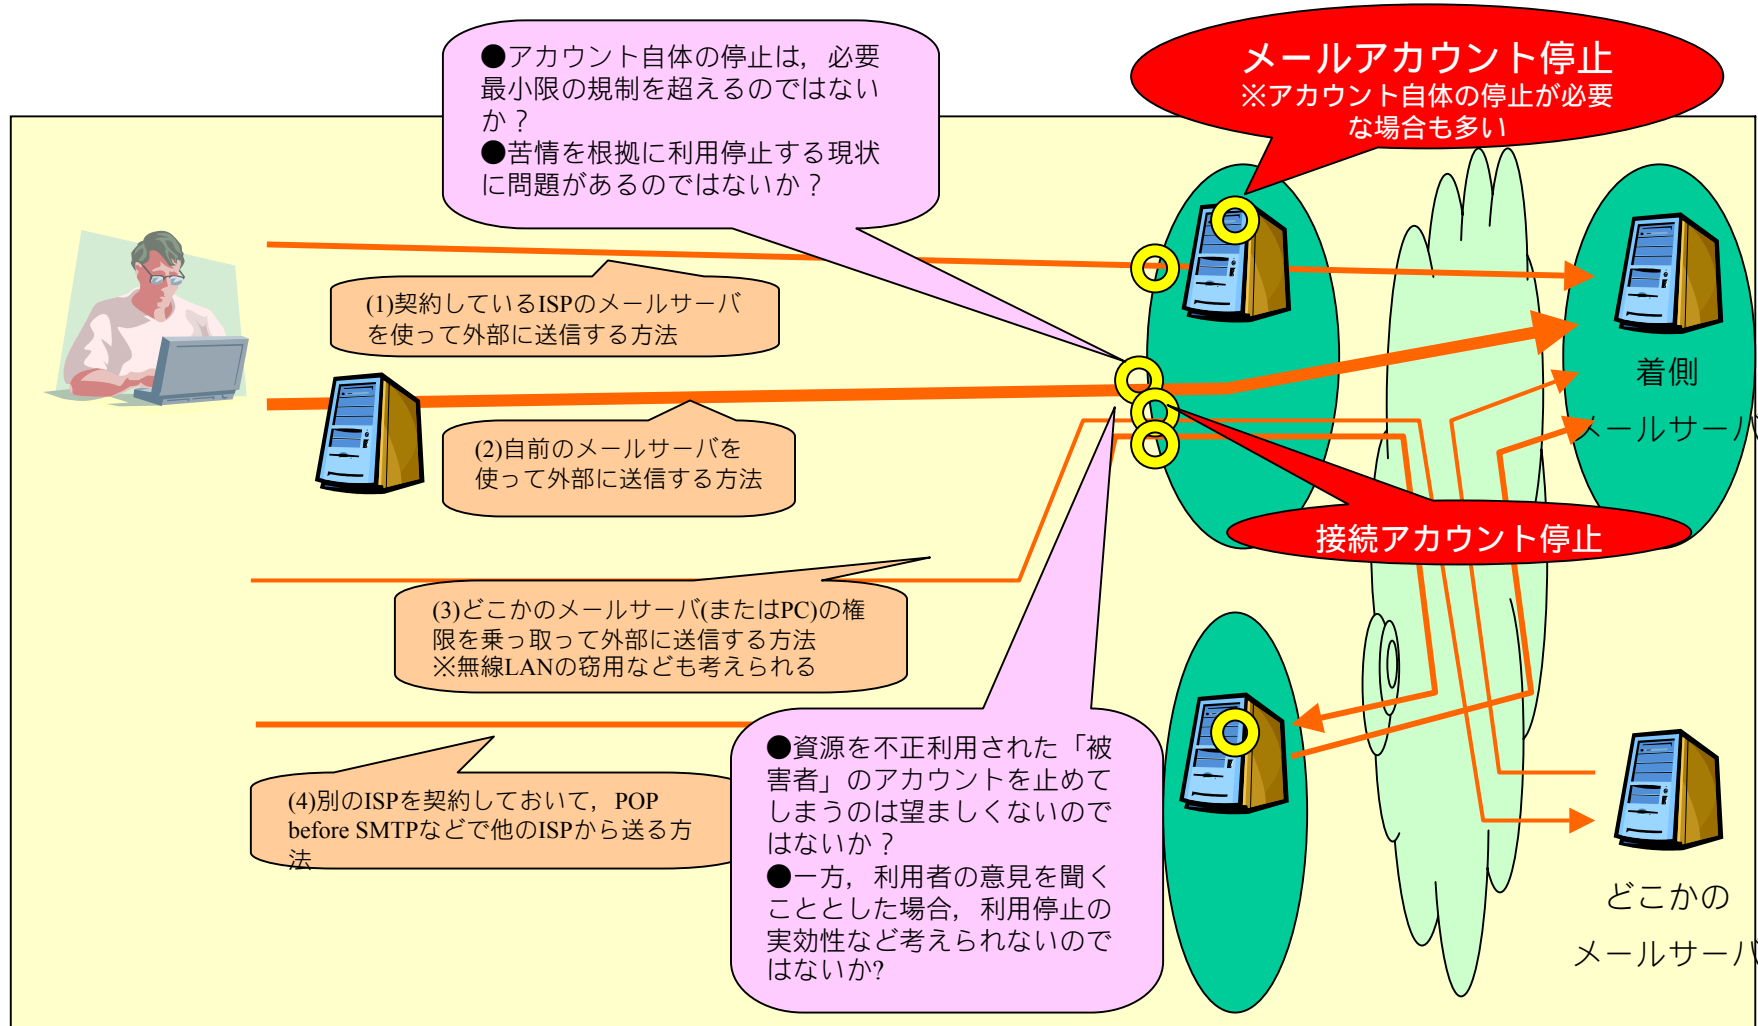 ●アカウント自体の停止は，必要
最小限の規制を超えるのではない
か？
●苦情を根拠に利用停止する現状
に問題があるのではないか？
メールアカウント停止
※アカウント自体の停止が必要
な場合も多い
(1)契約しているISPのメールサーバ
を使って外部に送信する方法
(2)自前のメールサーバを
使って外部に送信する方法
着側
メールサーバ
接続アカウント停止
(3)どこかのメールサーバ(またはPC)の権
限を乗っ取って外部に送信する方法
※無線LANの窃用なども考えられる
(4)別のISPを契約しておいて，POP
before SMTPなどで他のISPから送る方
法
●資源を不正利用された「被
害者」のアカウントを止めて
しまうのは望ましくないので
はないか？
●一方，利用者の意見を聞く
こととした場合，利用停止の
実効性など考えられないので
はないか?
どこかの
メールサーバ